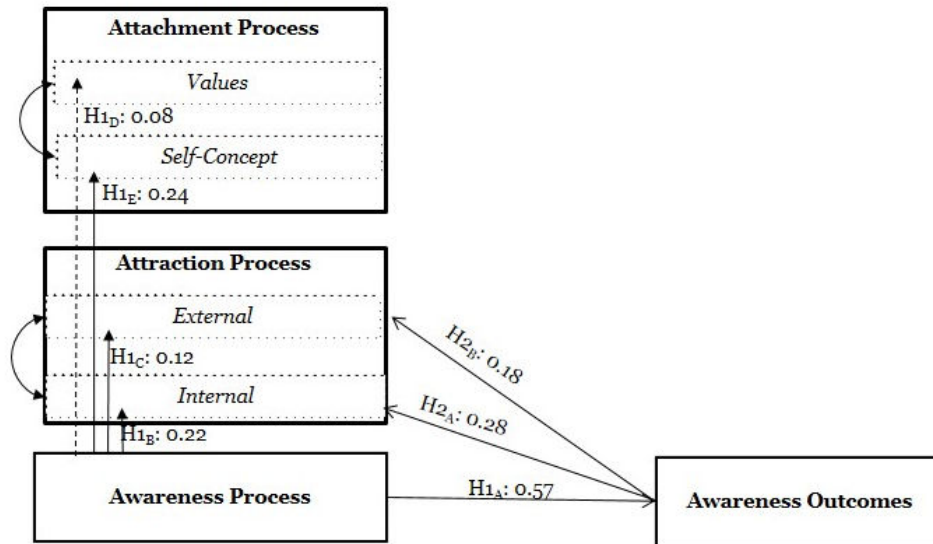 Attachment Process
Values
H1D: 0.08
Self-Concept
H1E: 0.24
Attraction Process
External
H1C: 0.12
Internal
H1B: 0.22
H2B: 0.18
H2A: 0.28
Awareness Process
H1A: 0.57
Awareness Outcomes